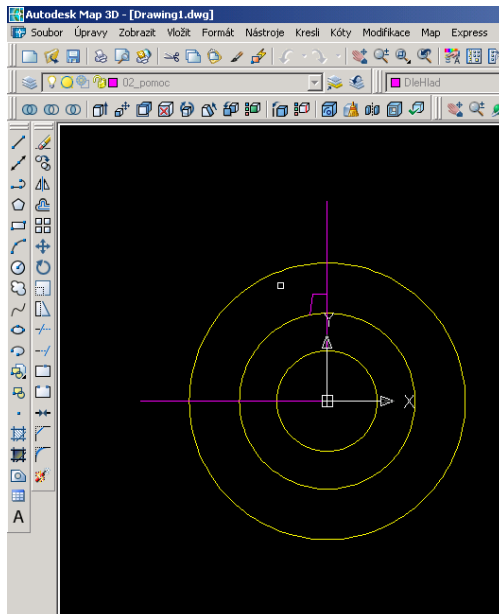 Autodesk Map 3D - [Drawing1.dwg]
Soubor Úpravy Zobrazit Vložit Formát Nástroje Kresli Kóty Modifikace Map Express
02_pomoc DleHlad
Y
X
A